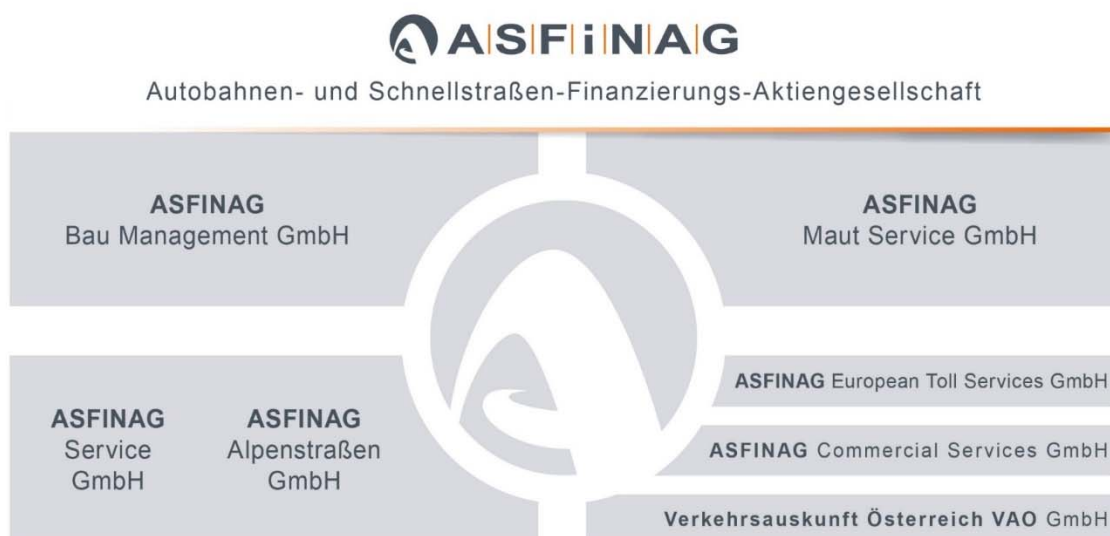 ASFiNAG
Autobahnen- und Schnellstraßen-Finanzierungs-Aktiengesellschaft
ASFINAG
Bau Management GmbH
ASFINAG
Maut Service GmbH
ASFINAG
Service
GmbH
ASFINAG
Alpenstraßen
GmbH
ASFINAG European Toll Services GmbH
ASFINAG Commercial Services GmbH
Verkehrsauskunft Österreich VAO GmbH